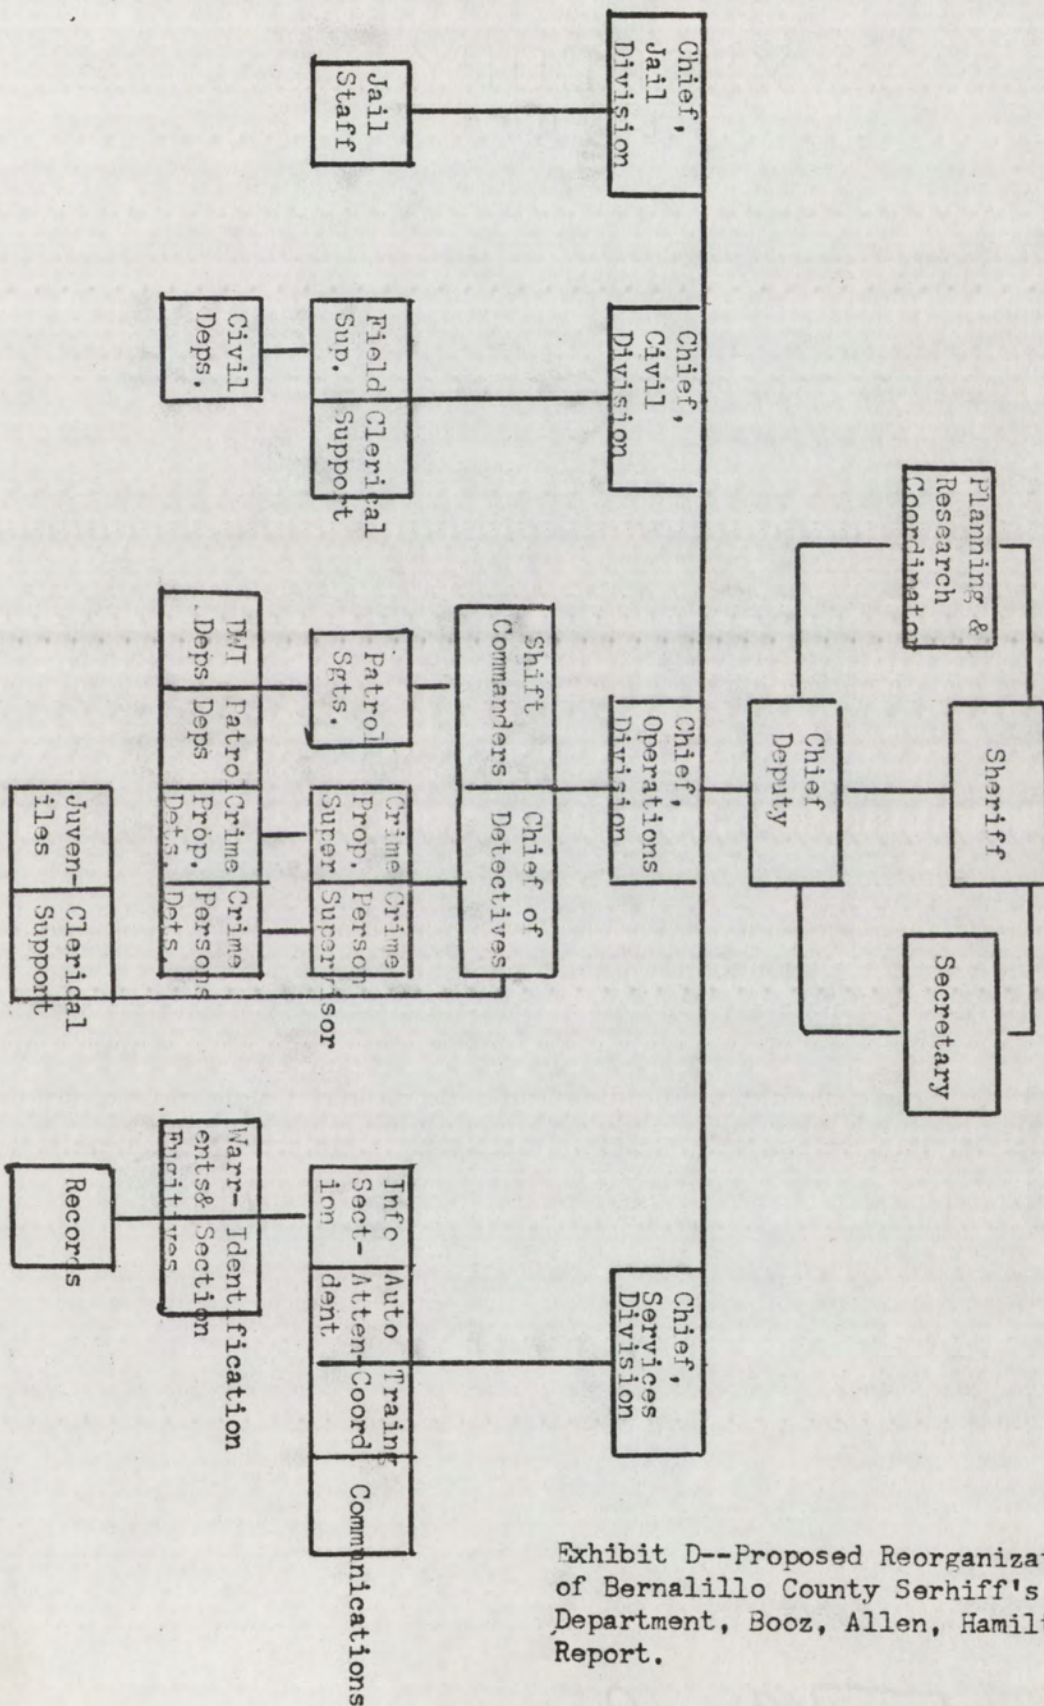 Sheriff
Planning &
Research
Coordinator
Secretary
Chief
Deputy
Chief,
Jail
Division
Chief,
Civil
Division
Chief,
Operations
Division
Chief,
Services
Division
Jail
Staff
Field
Sup.
Clerical
Support
Civil
Deps.
Shift
Commanders
Chief of
Detectives
Patrol
Sgts.
Crime
Prop.
Super
Crime
Person
Supervisor
DWI
Deps
Patrol
Deps
Crime
Prop.
Dets.
Crime
Persons
Dets.
Juven-
iles
Clerical
Support
Info
Sect-
ion
Auto
Atten-
dent
Traing
Coord
Communications
Warr-
ents&
Fugitives
Identification
Section
Records
Exhibit D--Proposed Reorganizat
of Bernalillo County Serhiff's
Department, Booz, Allen, Hamilt
Report.